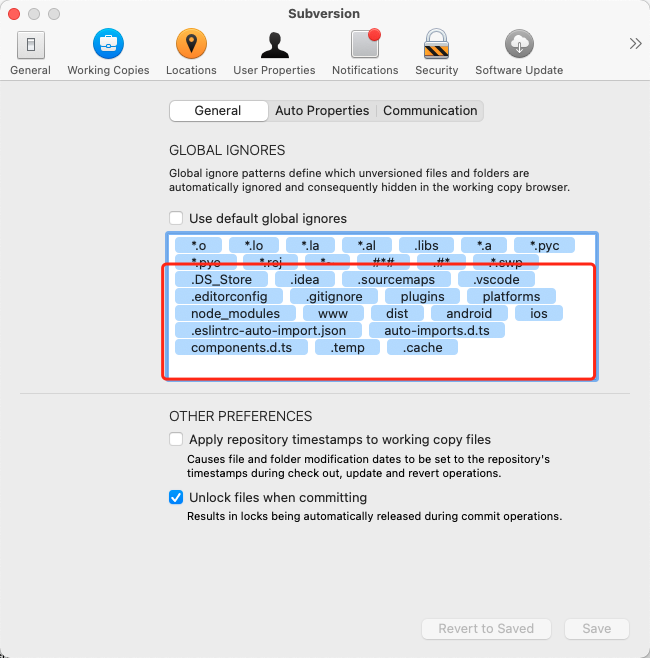 Subversion
General Working Copies Locations User Properties Notifications Security Software Update
General Auto Properties Communication
GLOBAL IGNORES
Global ignore patterns define which unversioned files and folders are
automatically ignored and consequently hidden in the working copy browser.
Use default global ignores
*.o *.lo *.la *.al .libs *.a *.pyc
*.pyo *.rej *~ #*# .#* *.swp
.DS_Store .idea .sourcemaps .vscode
.editorconfig .gitignore plugins platforms
node_modules www dist android ios
.eslintrc-auto-import.json auto-imports.d.ts
components.d.ts .temp .cache
OTHER PREFERENCES
Apply repository timestamps to working copy files
Causes file and folder modification dates to be set to the repository's
timestamps during check out, update and revert operations.
Unlock files when committing
Results in locks being automatically released during commit operations.
Revert to Saved Save